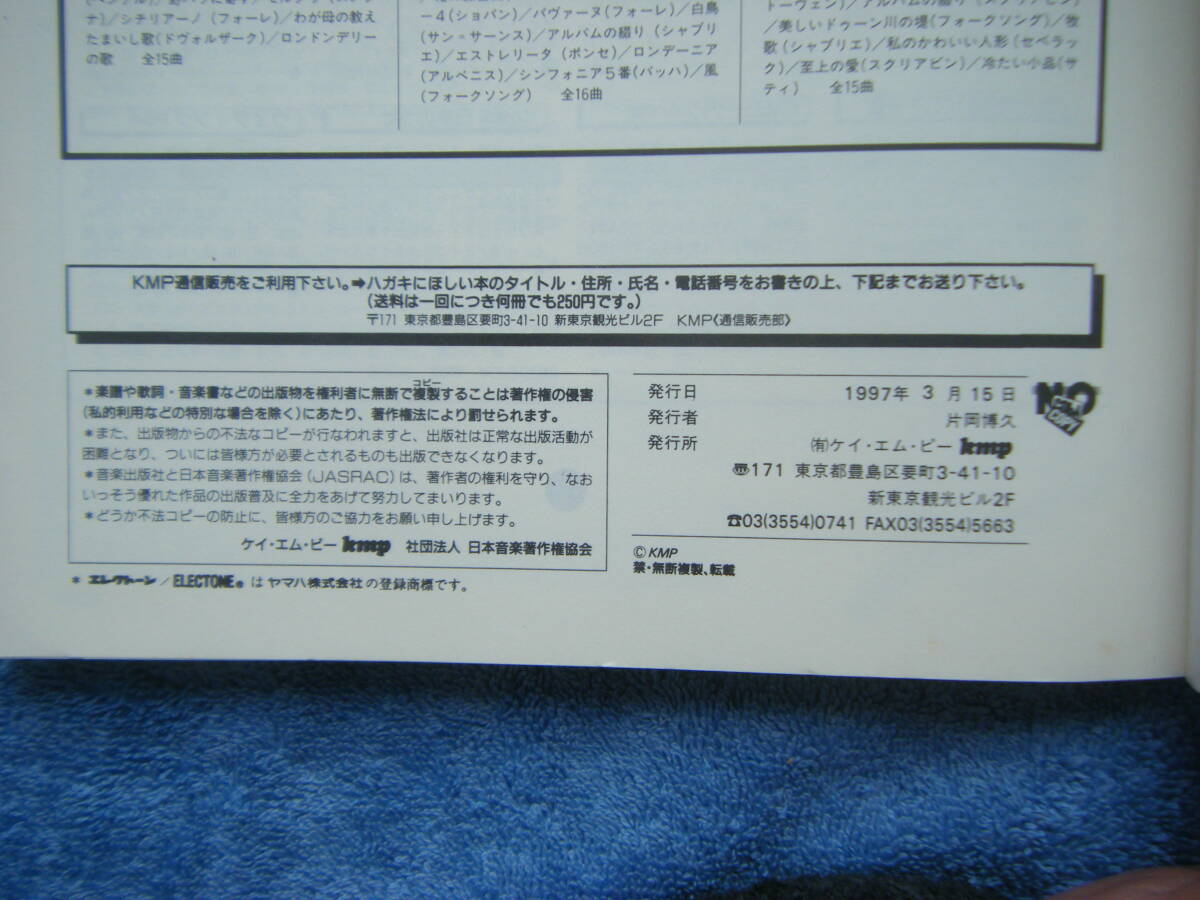 ナ)/シチリアーノ(フォーレ)/わが母の教え
たまいし歌(ドヴォルザーク)/ロンドンデリー
の歌 全15曲
ー4(ショパン)/パヴァーヌ(フォーレ)/白鳥
(サン=サーンス)/アルバムの綴り(シャブリ
エ)/エストレリータ(ポンセ)/ロンデーニア
(アルベニス)/シンフォニア5番(バッハ)/風
(フォークソング) 全16曲
トーヴェン)/アルバムの綴り(スクリアビン)
/美しいドゥーン川の堤(フォークソング)/牧
歌(シャブリエ)/私のかわいい人形(セベラッ
ク)/至上の愛(スクリアビン)/冷たい小品(サ
ティ) 全15曲
KMP通信販売をご利用下さい。➡ハガキにほしい本のタイトル・住所・氏名・電話番号をお書きの上、下記までお送り下さい。
(送料は一回につき何冊でも250円です。)
〒171 東京都豊島区要町3-41-10 新東京観光ビル2F KMP〈通信販売部〉
コピー
*楽譜や歌詞・音楽書などの出版物を権利者に無断で複製することは著作権の侵害
(私的利用などの特別な場合を除く)にあたり、著作権法により罰せられます。
*また、出版物からの不法なコピーが行なわれますと、出版社は正常な出版活動が
困難となり、ついには皆様方が必要とされるものも出版できなくなります。
*音楽出版社と日本音楽著作権協会(JASRAC)は、著作者の権利を守り、なお
いっそう優れた作品の出版普及に全力をあげて努力してまいります。
*どうか不法コピーの防止に、皆様方のご協力をお願い申し上げます。
ケイ・エム・ピー kmp 社団法人 日本音楽著作権協会
* エレクトーン/ELECTONE® は ヤマハ株式会社 の登録商標です。
発行日 1997年 3 月 15 日
発行者 片岡博久
発行所 ㈲ケイ・エム・ピー kmp
〠171 東京都豊島区要町3-41-10
新東京観光ビル2F
☎03(3554)0741 FAX03(3554)5663
© KMP
禁・無断複製、転載
NO
COPY